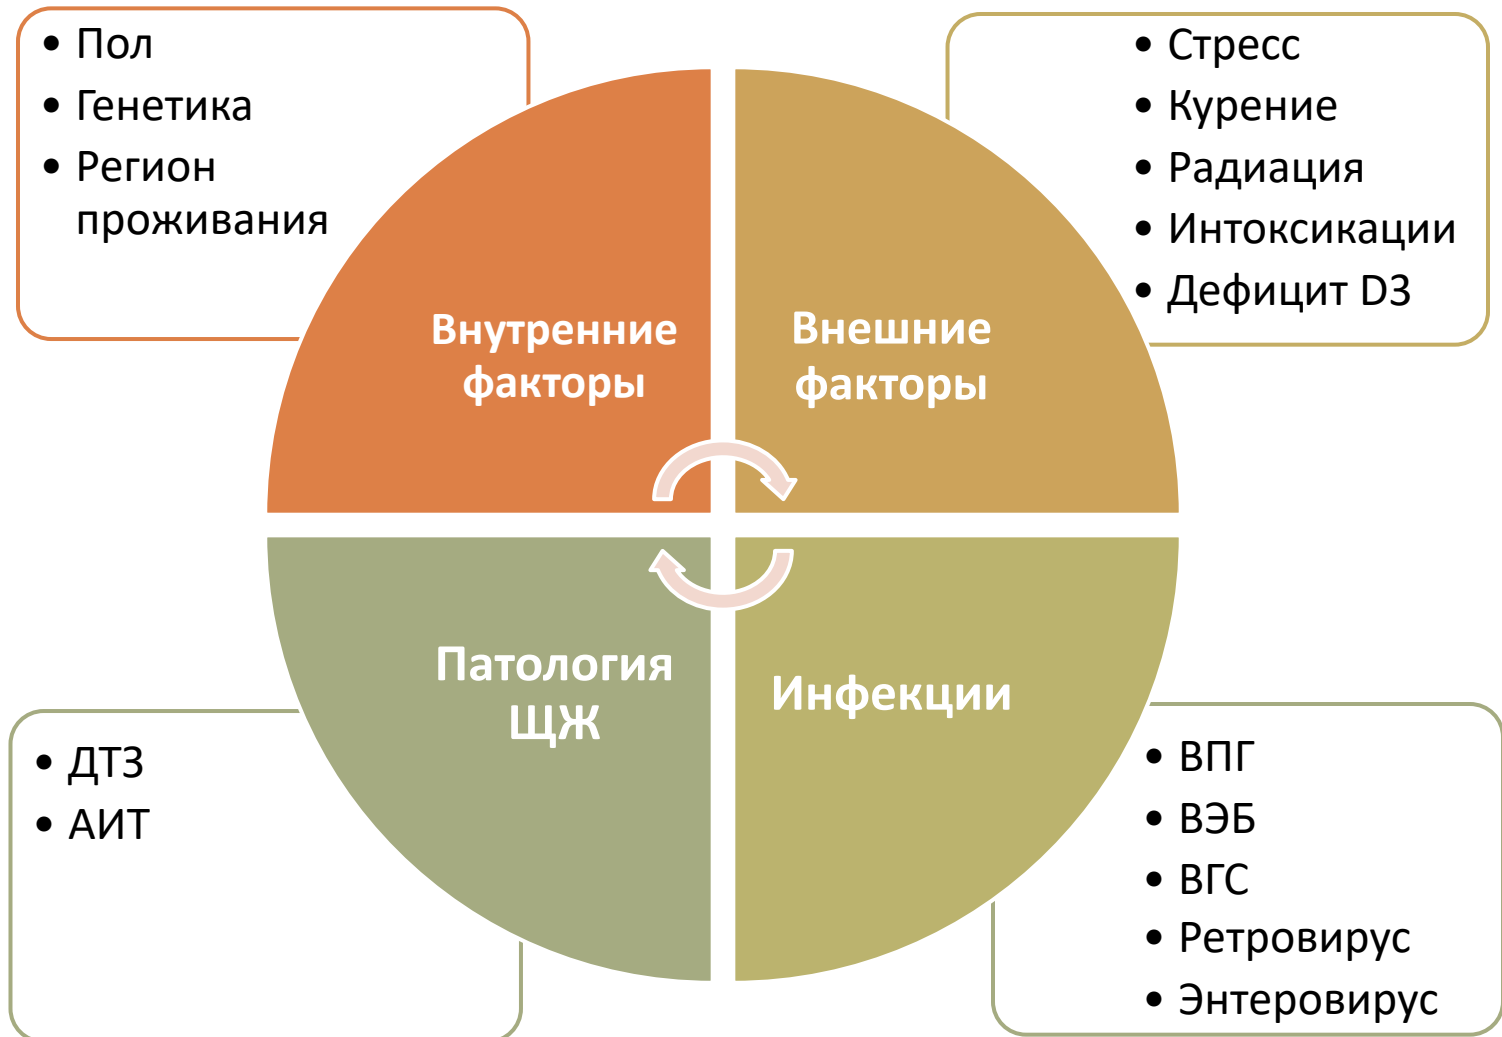 • Пол
• Генетика
• Регион
проживания
• Стресс
• Курение
• Радиация
• Интоксикации
• Дефицит D3
Внутренние
факторы
Внешние
факторы
Патология
ЩЖ
Инфекции
• ДТЗ
• АИТ
• ВПГ
• ВЭБ
• ВГС
• Ретровирус
• Энтеровирус